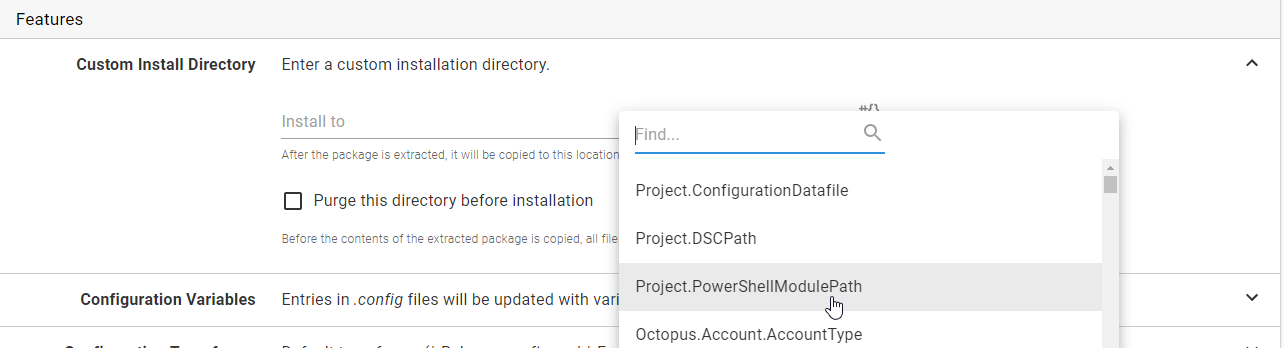 Features
Custom Install Directory Enter a custom installation directory.
#{}
Install to
Find...
After the package is extracted, it will be copied to this location
Project.ConfigurationDatafile
Purge this directory before installation
Project.DSCPath
Before the contents of the extracted package is copied, all file
Project.PowerShellModulePath
Configuration Variables Entries in .config files will be updated with vari
Octopus.Account.AccountType